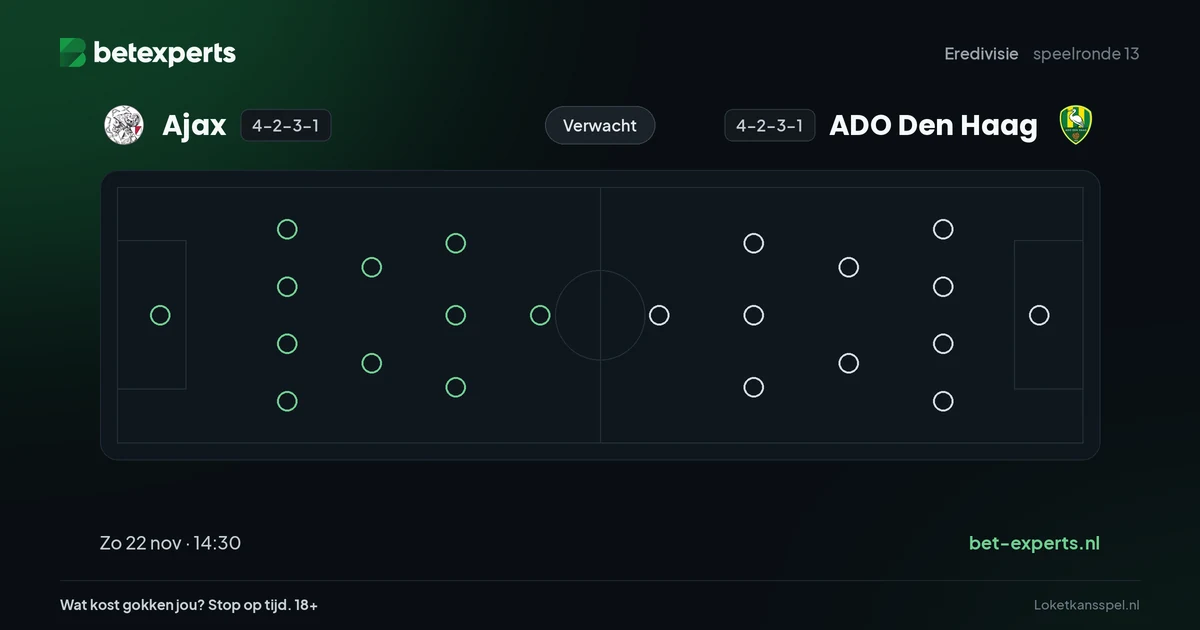 betexperts
Eredivisie speelronde 13
Ajax 4-2-3-1
Verwacht
4-2-3-1 ADO Den Haag
Zo 22 nov · 14:30
bet-experts.nl
Wat kost gokken jou? Stop op tijd. 18+
Loketkansspel.nl